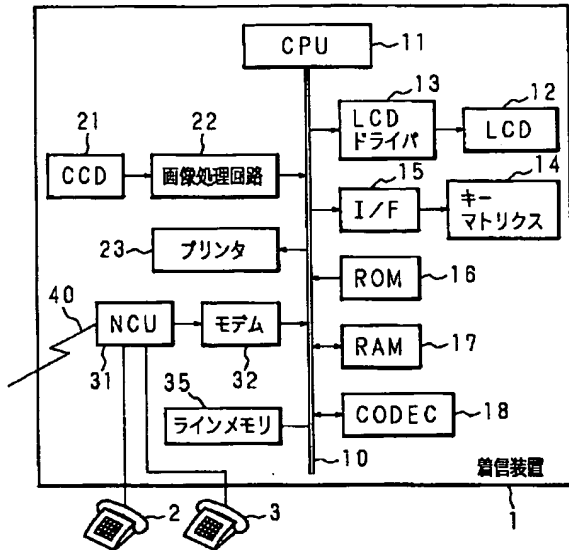 CPU
11
13
12
LCD
ドライバ
LCD
21
22
CCD
画像処理回路
15
14
I/F
キー
マトリクス
23
プリンタ
ROM
16
40
NCU
モデム
31
32
RAM
17
35
ラインメモリ
CODEC
18
10
着信装置
2
3
1